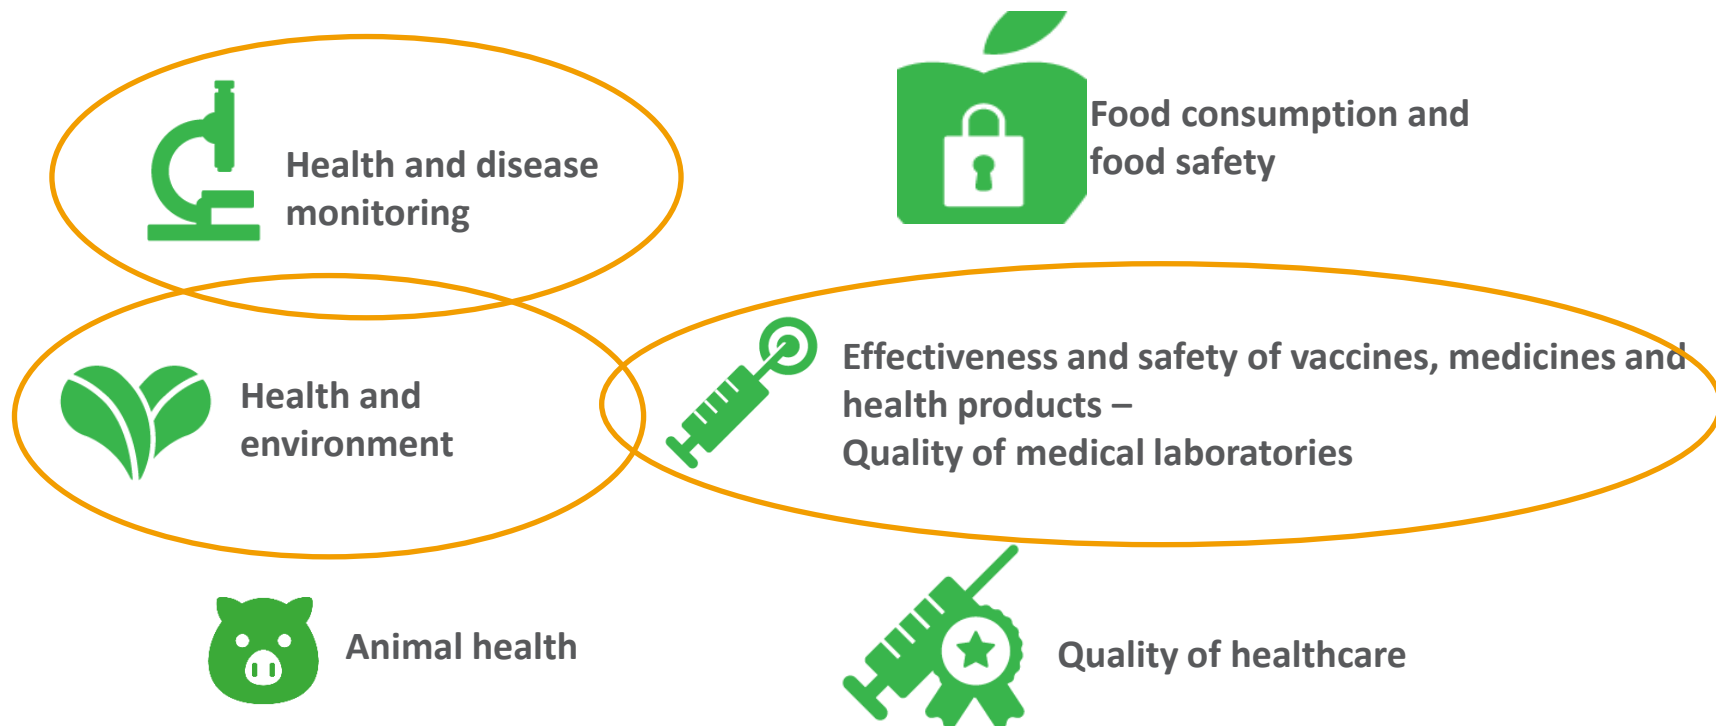 Health and disease
monitoring
Food consumption and
food safety
Health and
environment
Effectiveness and safety of vaccines, medicines and
health products –
Quality of medical laboratories
Animal health
Quality of healthcare